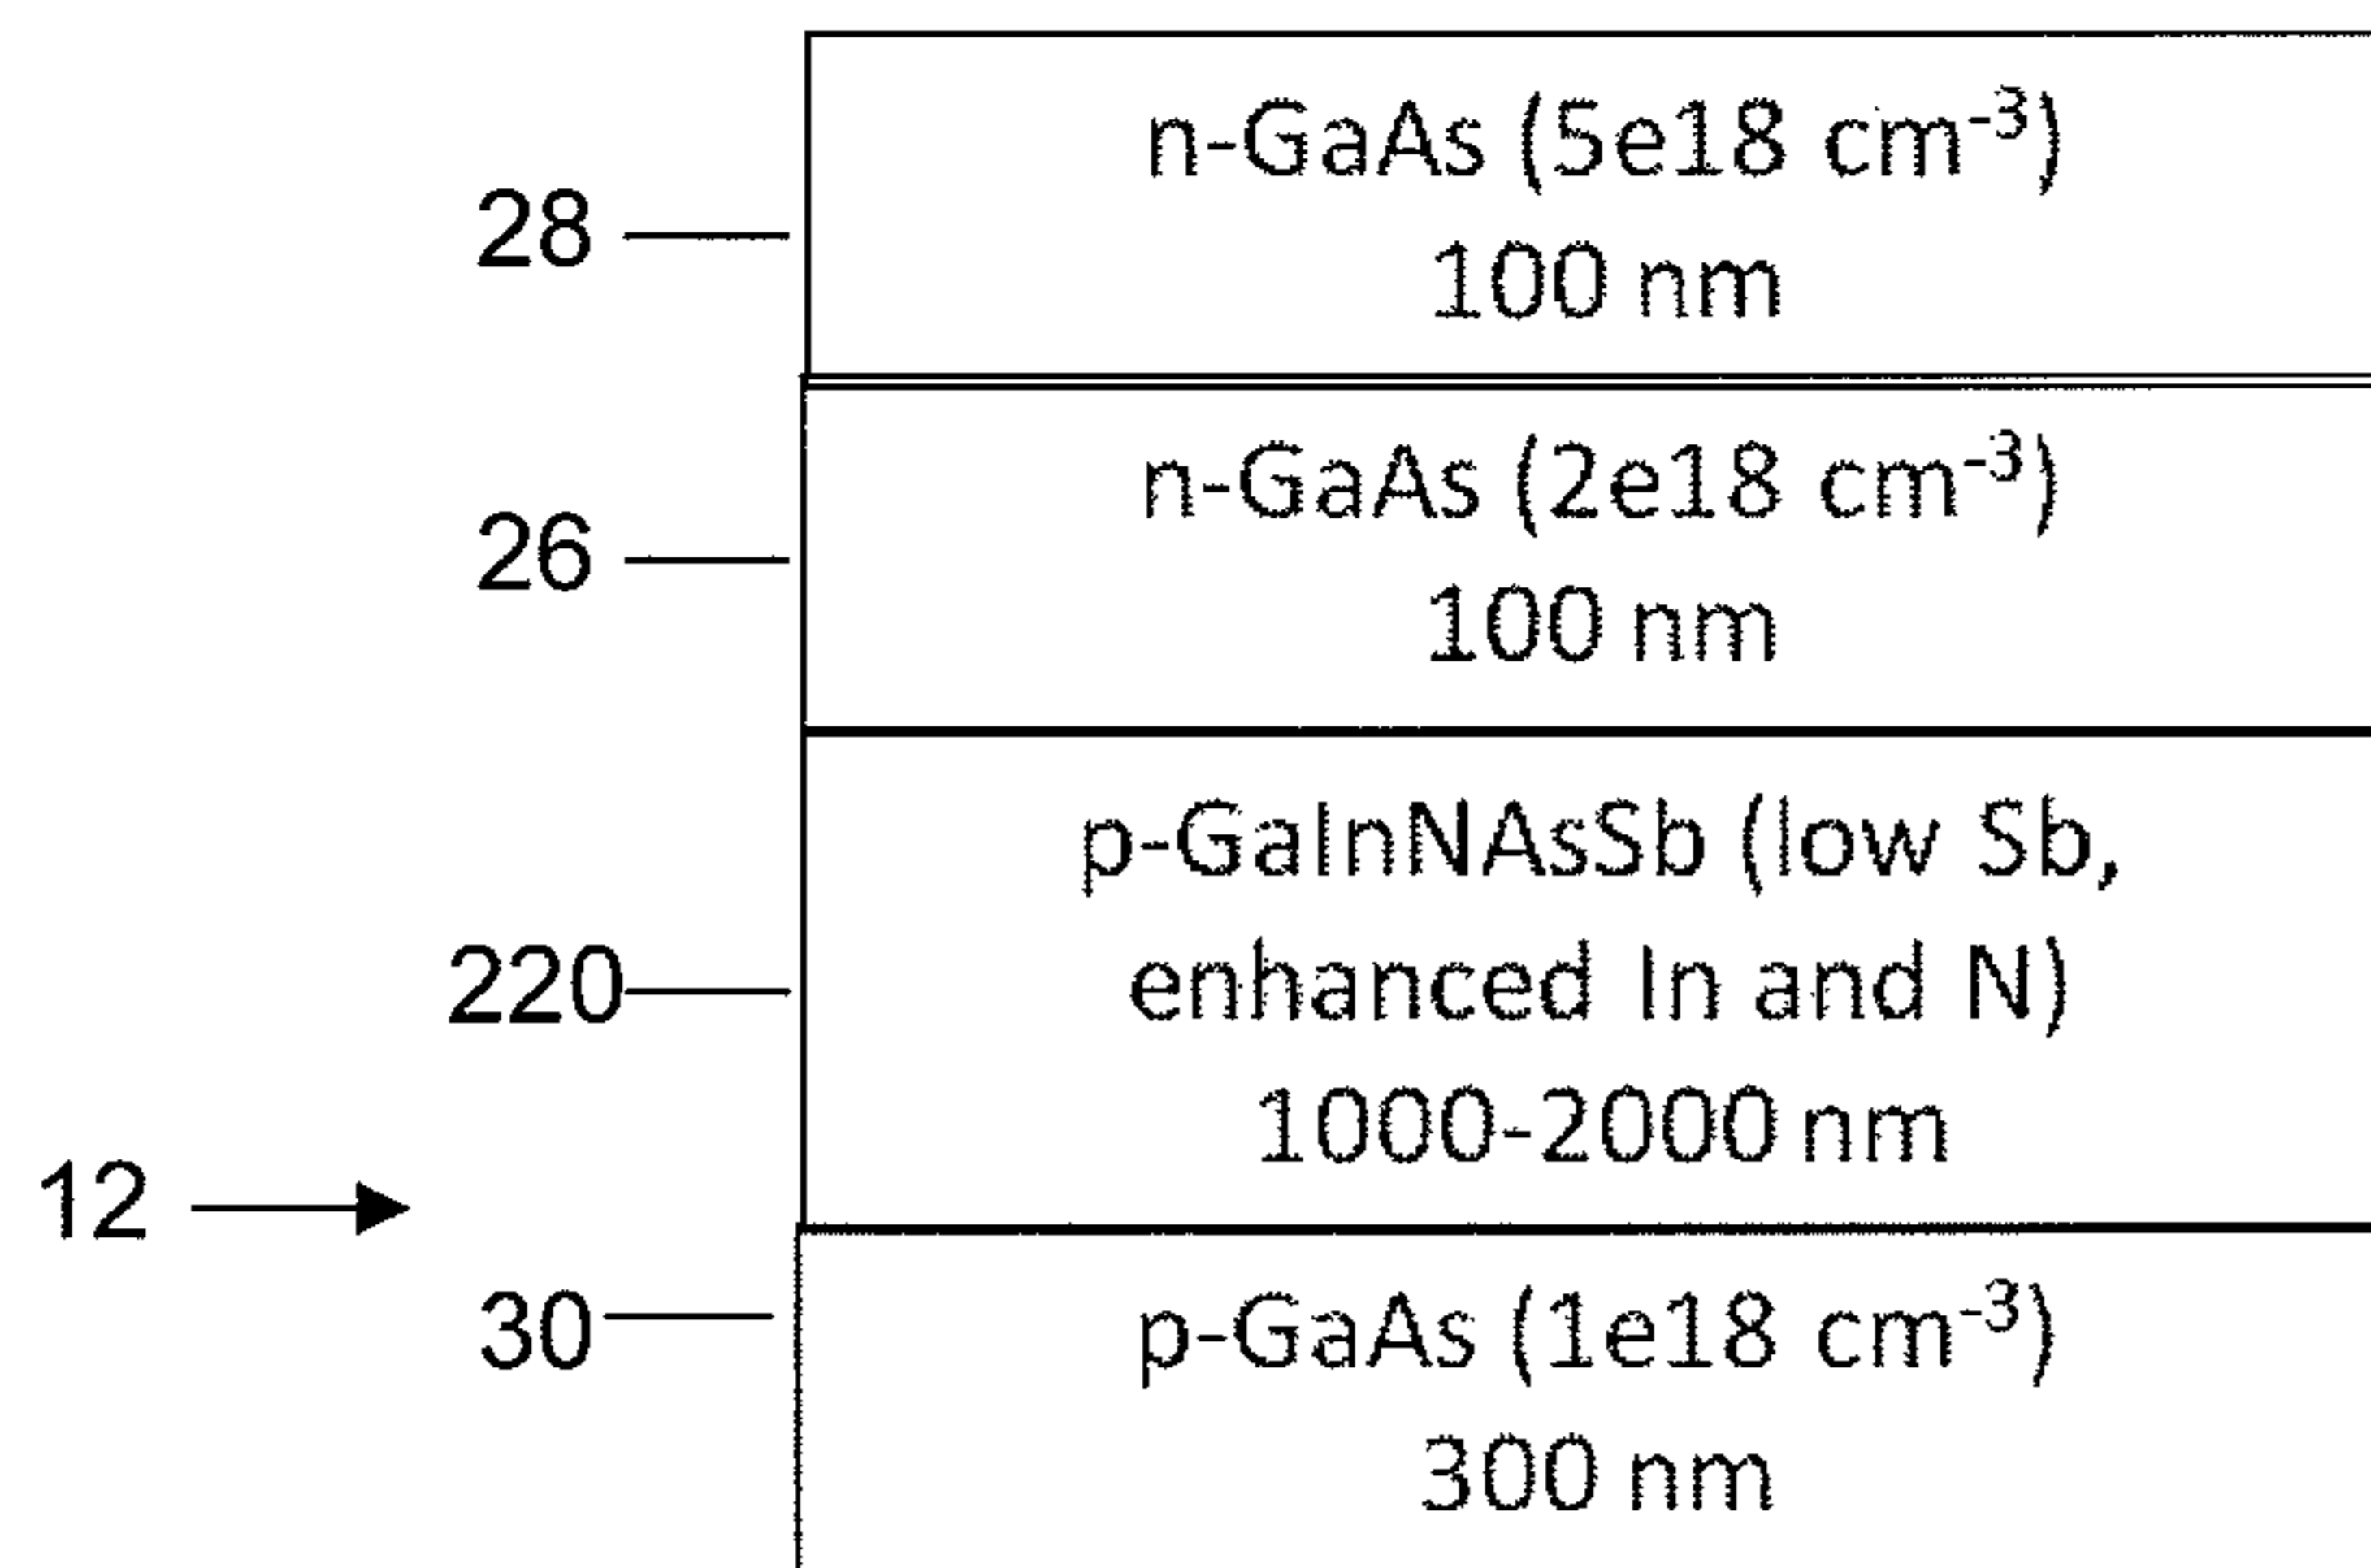 28
n-GaAs (5e18 cm⁻³)
100 nm
26
n-GaAs (2e18 cm⁻³)
100 nm
220
p-GaInNAsSb (low Sb,
enhanced In and N)
1000-2000 nm
12
30
p-GaAs (1e18 cm⁻³)
300 nm